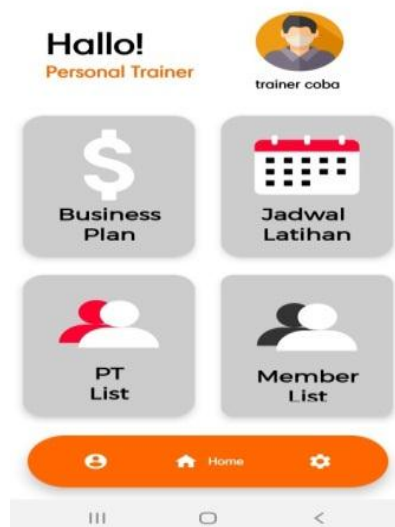 Hallo!
Personal Trainer
trainer coba
Business
Plan
Jadwal
Latihan
PT
List
Member
List
Home